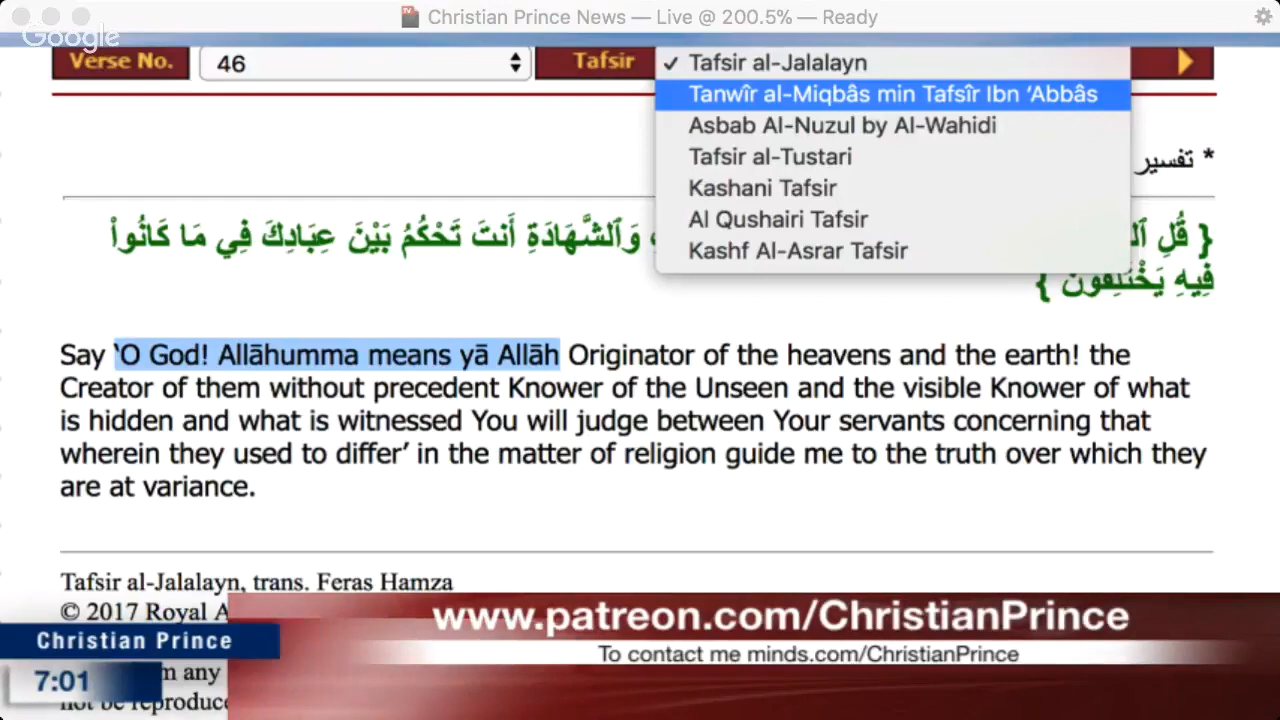 Christian Prince News — Live @ 200.5% — Ready
Google
Verse No.
46
Tafsir
✓ Tafsir al-Jalalayn
Tanwîr al-Miqbâs min Tafsîr Ibn ‘Abbâs
Asbab Al-Nuzul by Al-Wahidi
Tafsir al-Tustari
Kashani Tafsir
Al Qushairi Tafsir
Kashf Al-Asrar Tafsir
* تفسير
{ قُلِ وَٱلشَّهَادَةِ أَنتَ تَحْكُمُ بَيْنَ عِبَادِكَ فِي مَا كَانُواْ
فِيهِ يَخْتَلِفُونَ }
Say ‘O God! Allāhumma means yā Allāh Originator of the heavens and the earth! the
Creator of them without precedent Knower of the Unseen and the visible Knower of what
is hidden and what is witnessed You will judge between Your servants concerning that
wherein they used to differ’ in the matter of religion guide me to the truth over which they
are at variance.
Tafsir al-Jalalayn, trans. Feras Hamza
© 2017 Royal A
www.patreon.com/ChristianPrince
Christian Prince
To contact me minds.com/ChristianPrince
7:01
m any
not be reproduc